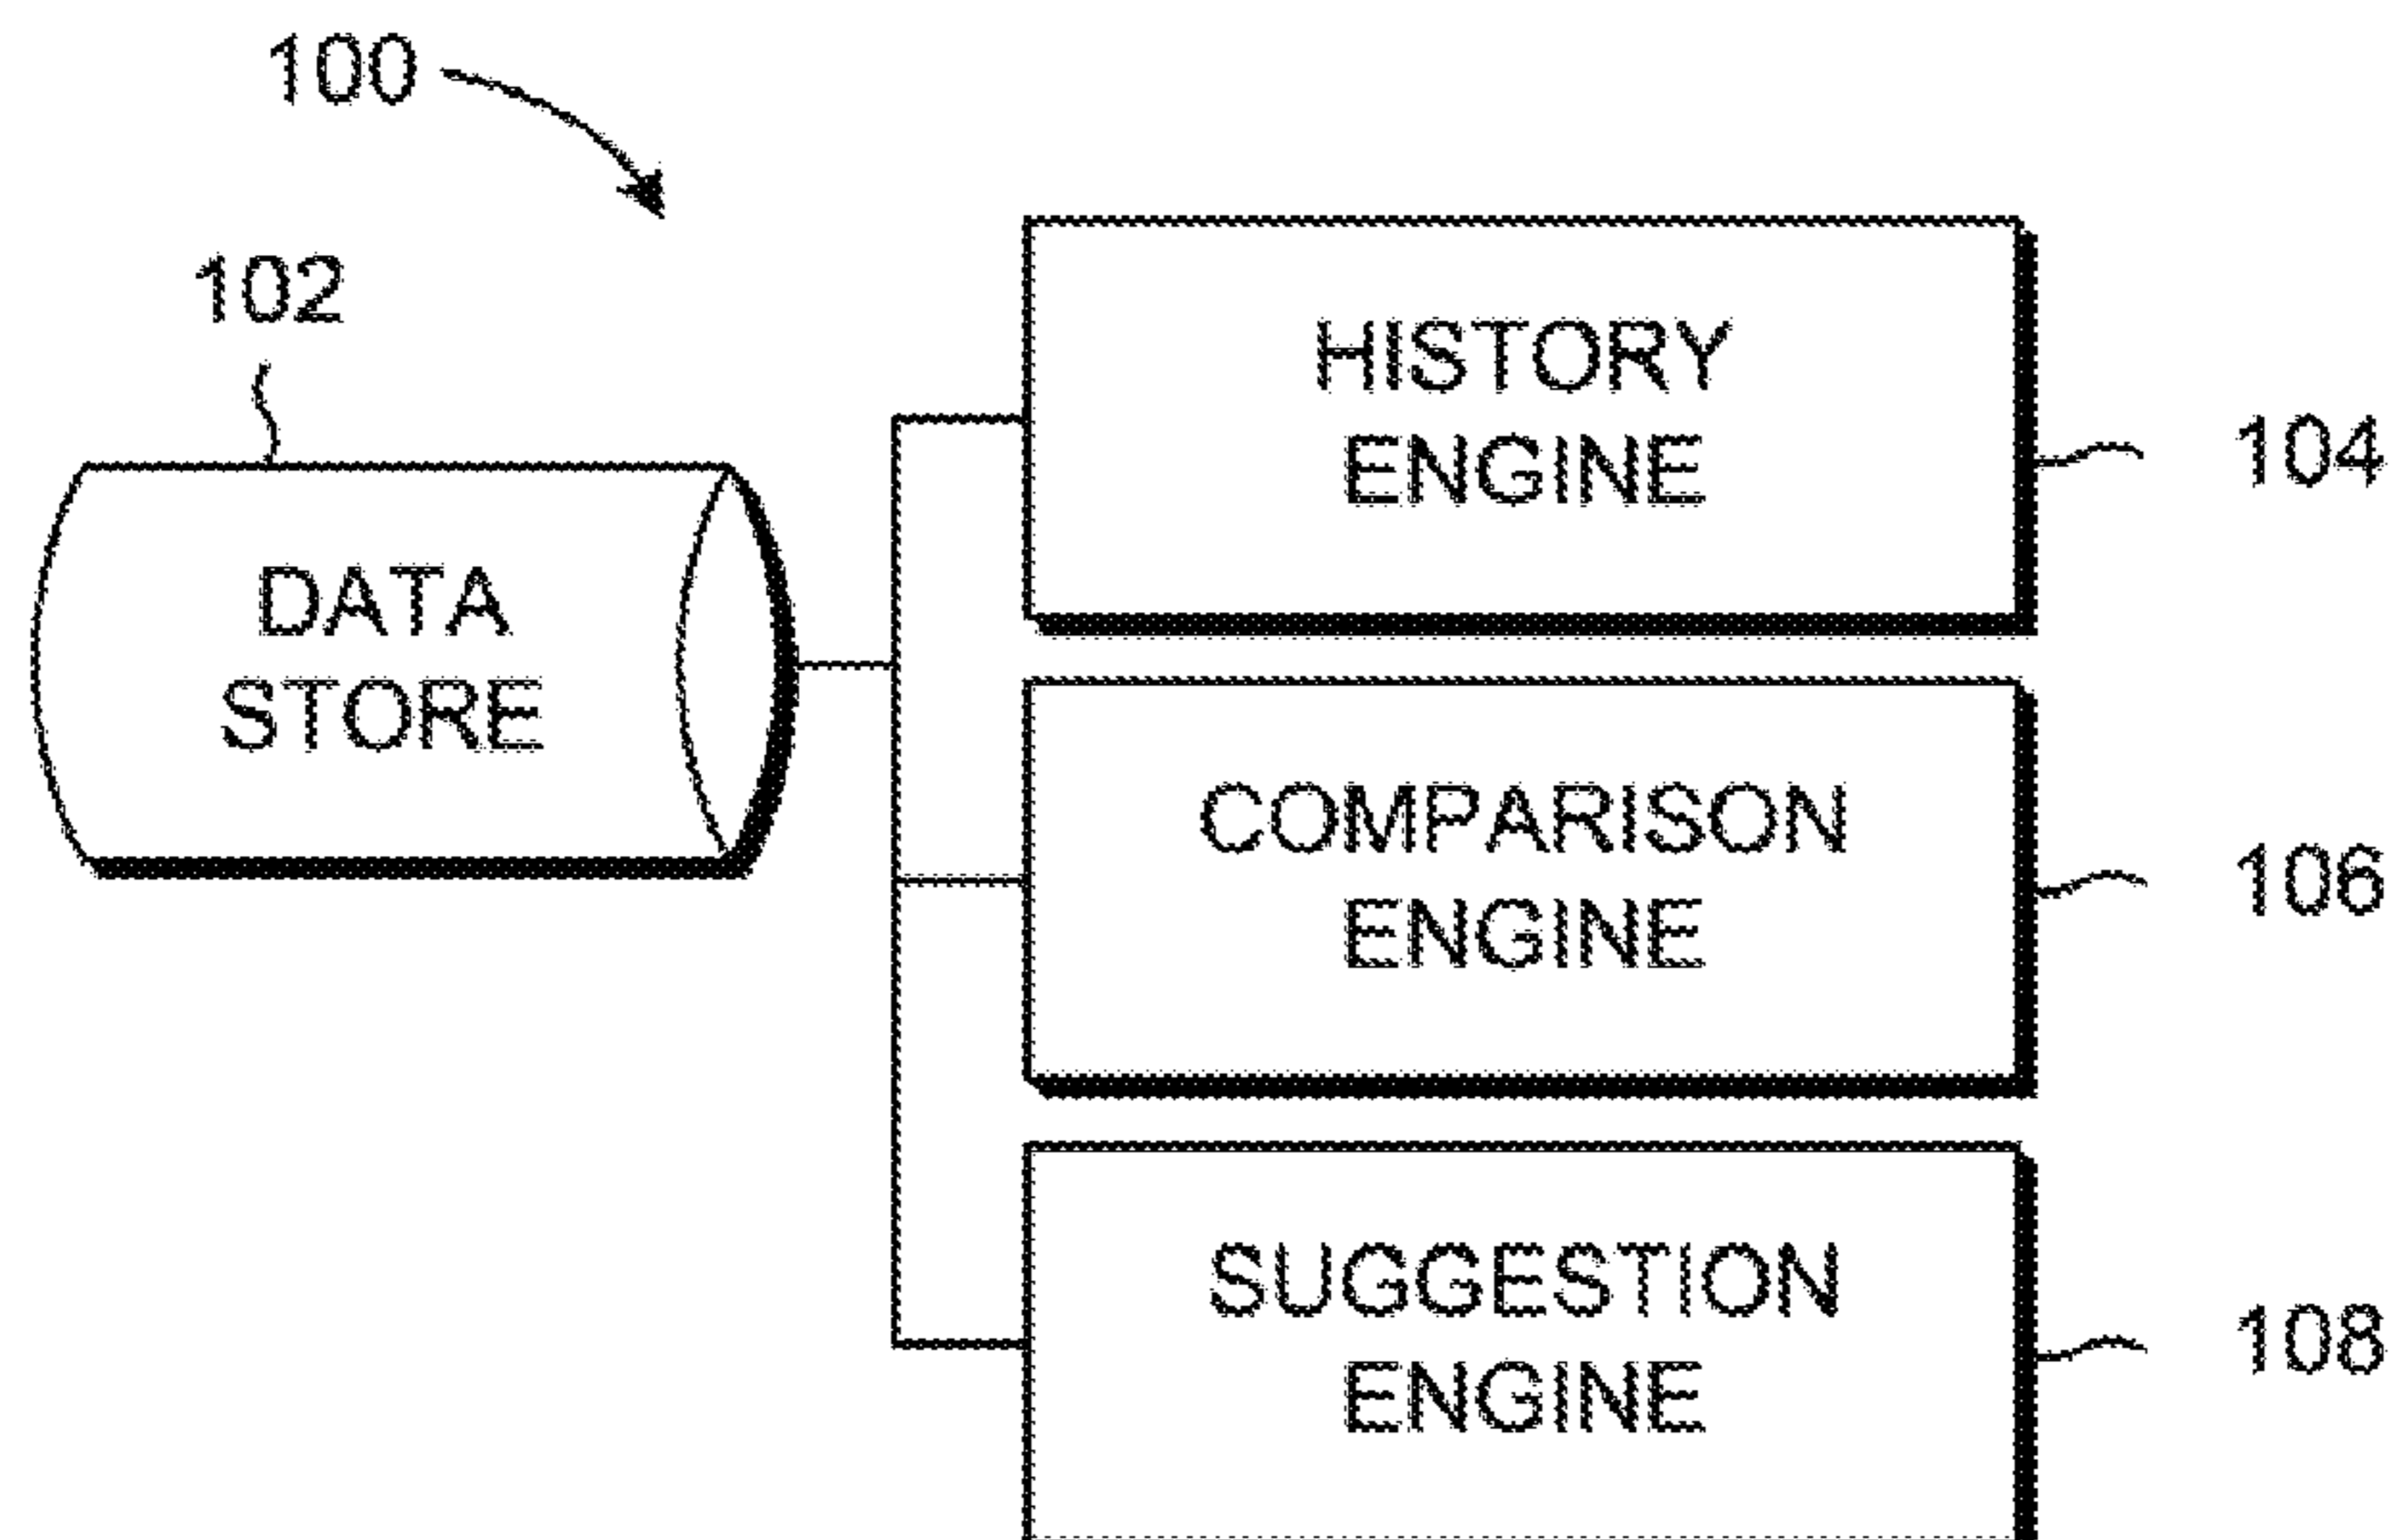 100
102
HISTORY
ENGINE
104
DATA
STORE
COMPARISON
ENGINE
106
SUGGESTION
ENGINE
108